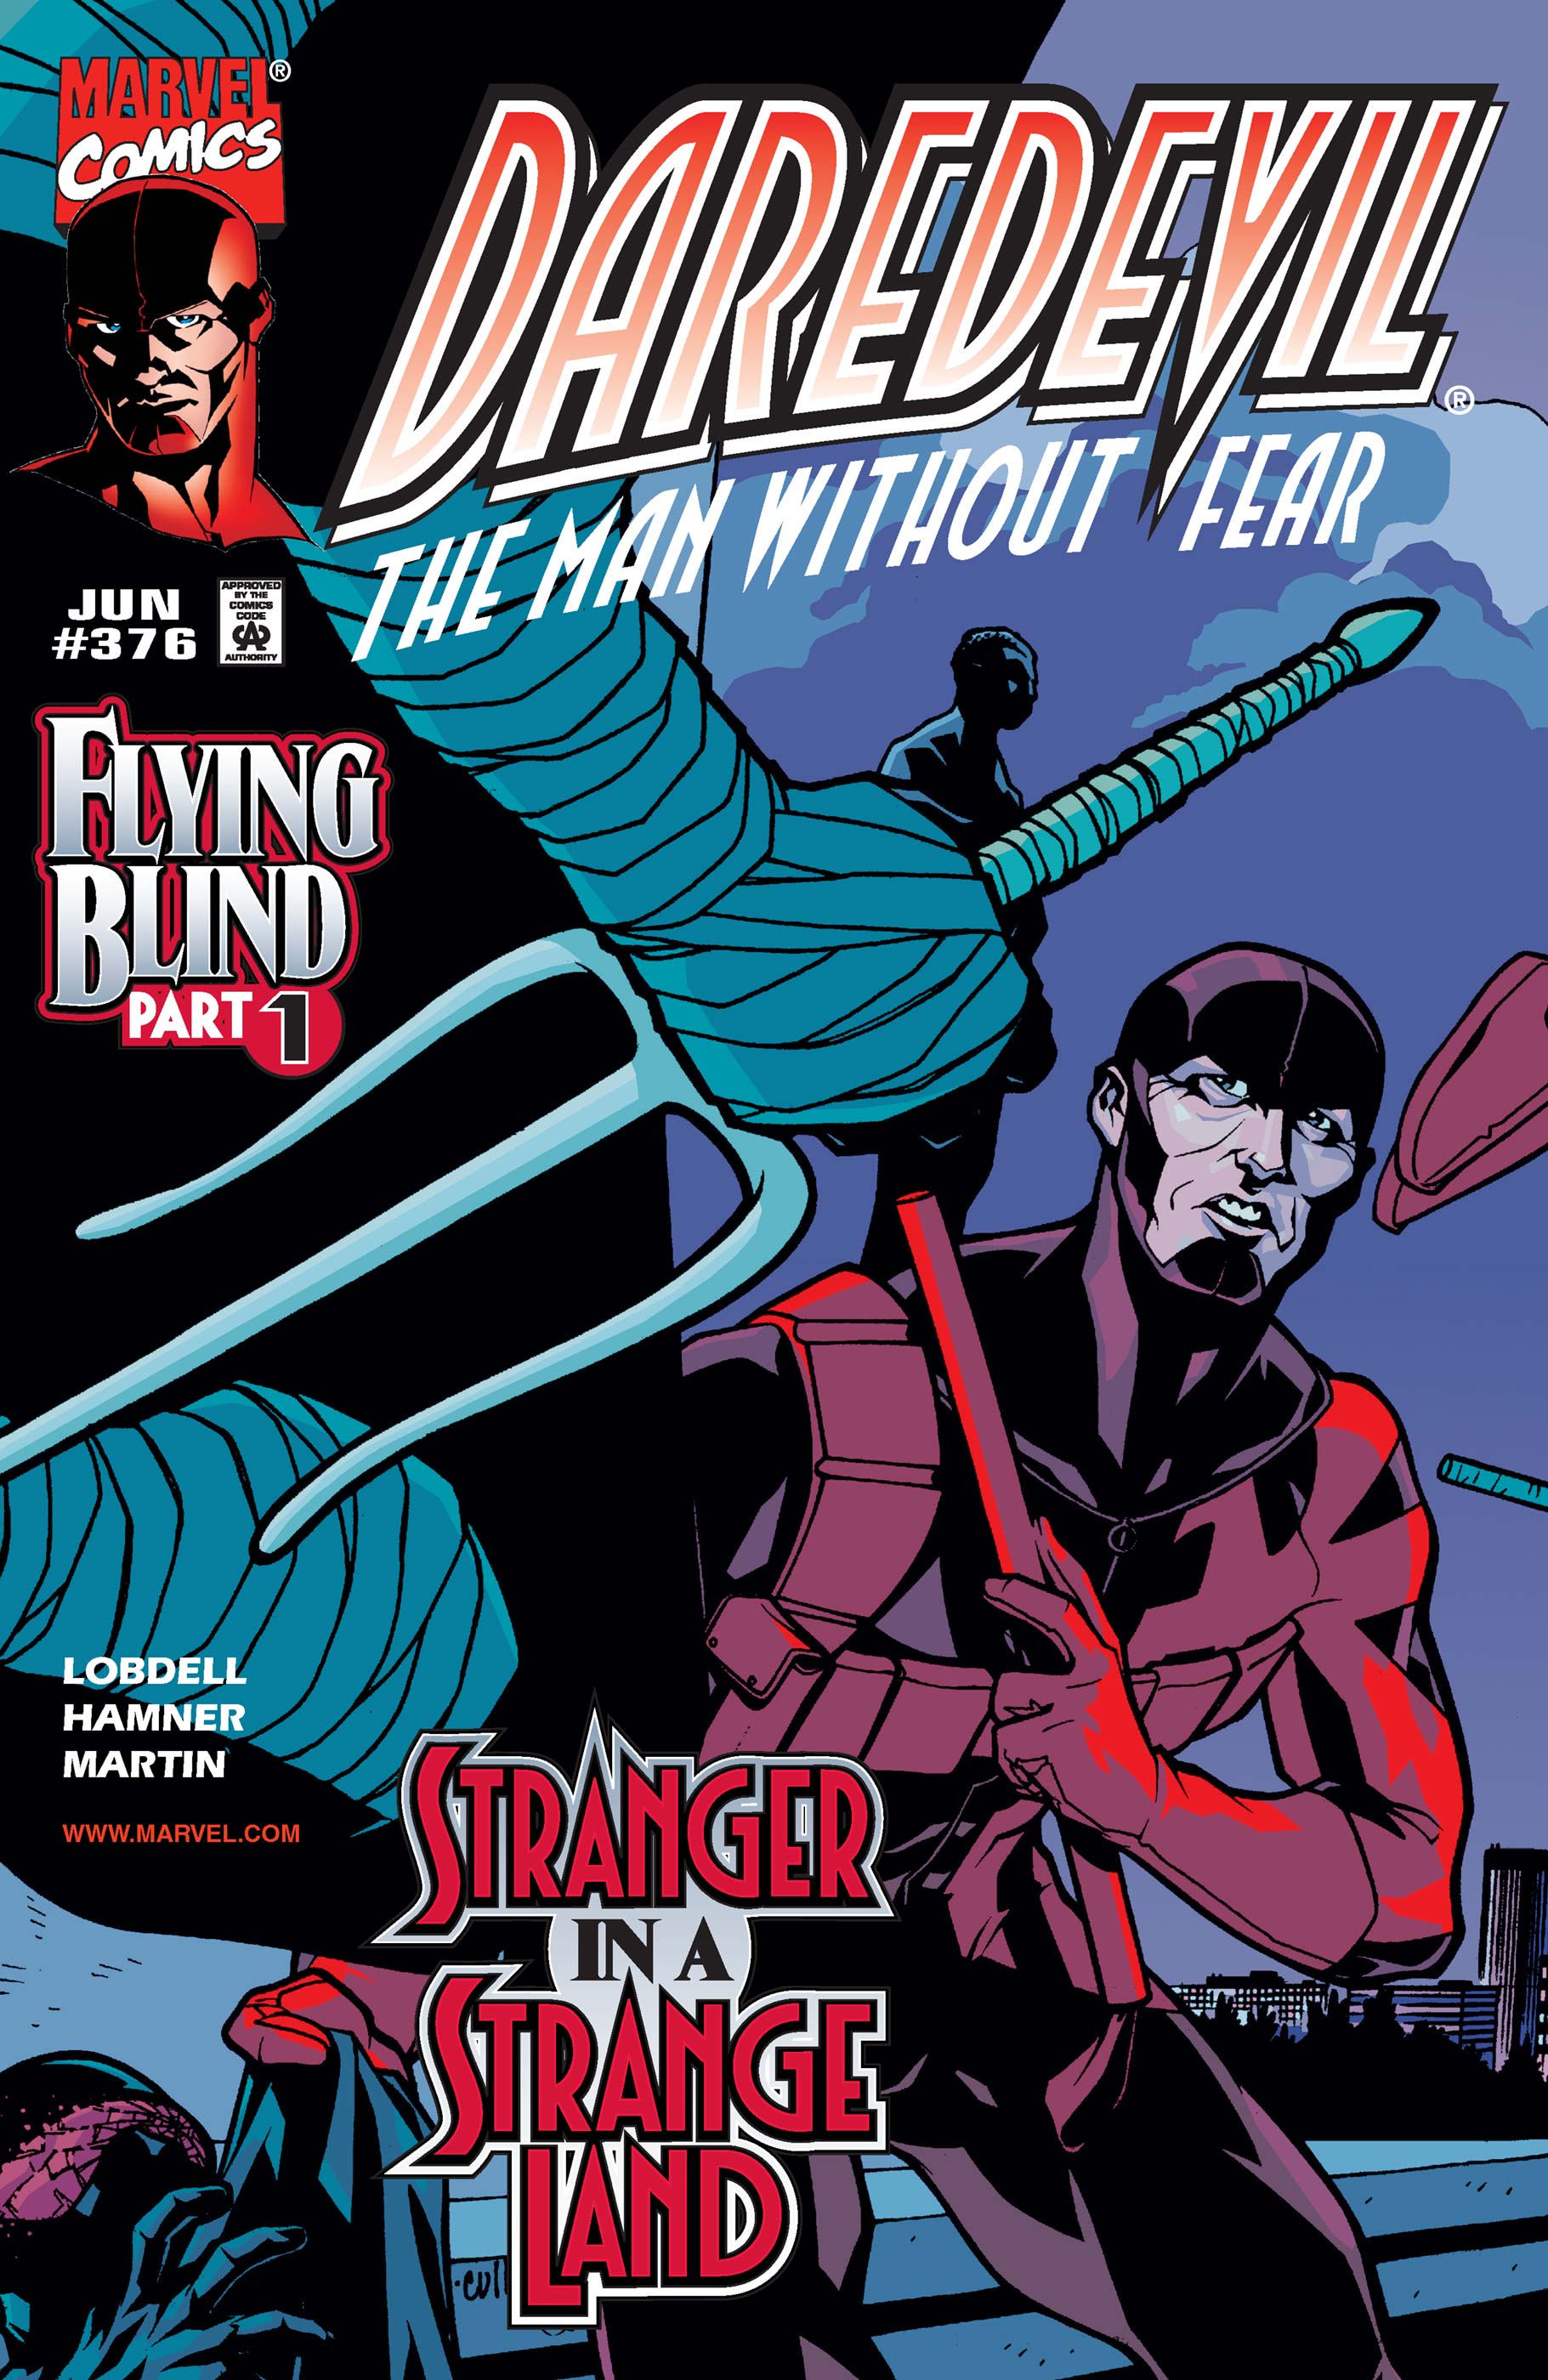 MARVEL®
COMICS
DAREDEVIL®
THE MAN WITHOUT FEAR
JUN
#376
APPROVED
BY THE
COMICS
CODE
CA
AUTHORITY
FLYING
BLIND
PART 1
LOBDELL
HAMNER
MARTIN
WWW.MARVEL.COM
STRANGER
IN A
STRANGE
LAND